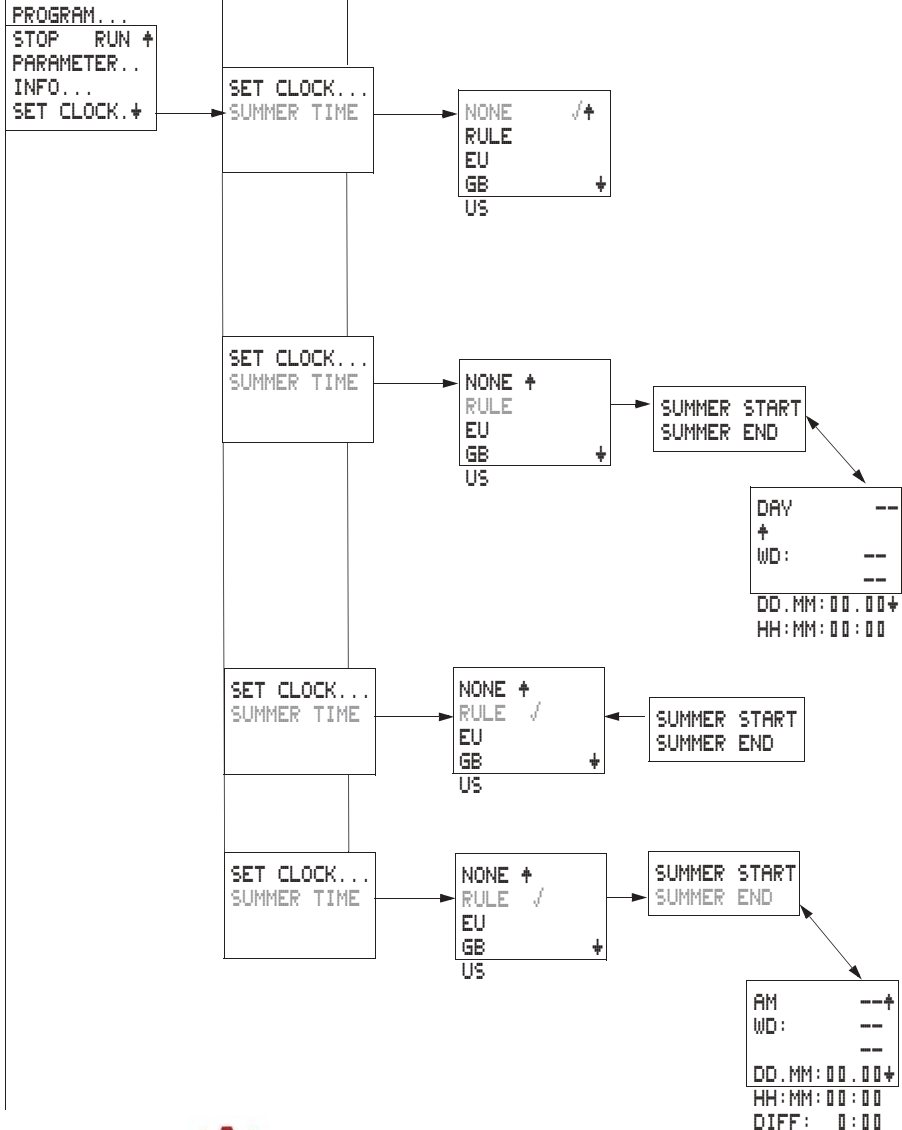 PROGRAM...
STOP RUN ↑
PARAMETER..
INFO...
SET CLOCK.↓
SET CLOCK...
SUMMER TIME
NONE √↑
RULE
EU
GB ↓
US
SET CLOCK...
SUMMER TIME
NONE ↑
RULE
EU
GB ↓
US
SUMMER START
SUMMER END
DAY --
↑
WD: --
--
DD.MM:00.00↓
HH:MM:00:00
SET CLOCK...
SUMMER TIME
NONE ↑
RULE √
EU
GB ↓
US
SUMMER START
SUMMER END
SET CLOCK...
SUMMER TIME
NONE ↑
RULE √
EU
GB ↓
US
SUMMER START
SUMMER END
AM --↑
WD: --
--
DD.MM:00.00↓
HH:MM:00:00
DIFF: 0:00